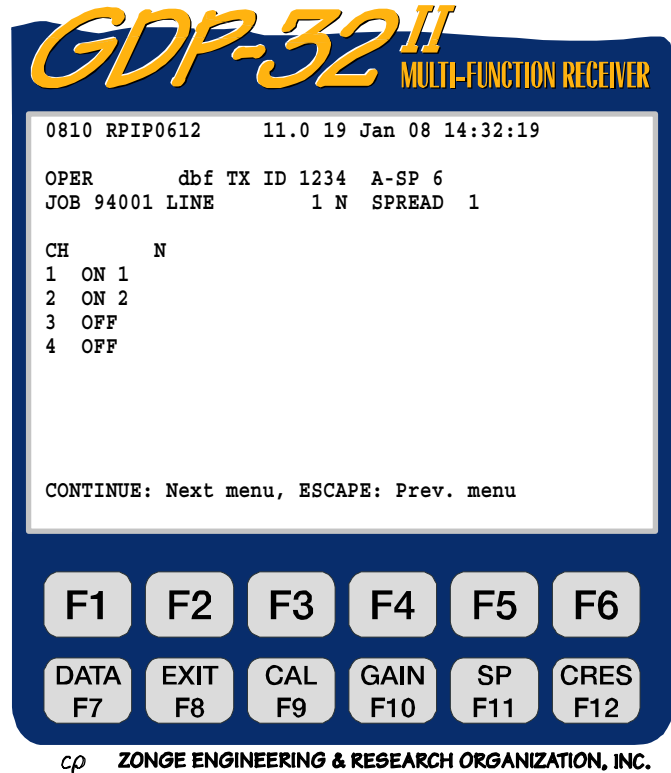 GDP-32 II
MULTI-FUNCTION RECEIVER
0810 RPIP0612 11.0 19 Jan 08 14:32:19
OPER dbf TX ID 1234 A-SP 6
JOB 94001 LINE 1 N SPREAD 1
CH N
1 ON 1
2 ON 2
3 OFF
4 OFF
CONTINUE: Next menu, ESCAPE: Prev. menu
F1 F2 F3 F4 F5 F6
DATA EXIT CAL GAIN SP CRES
F7 F8 F9 F10 F11 F12
ZONGE ENGINEERING & RESEARCH ORGANIZATION, INC.